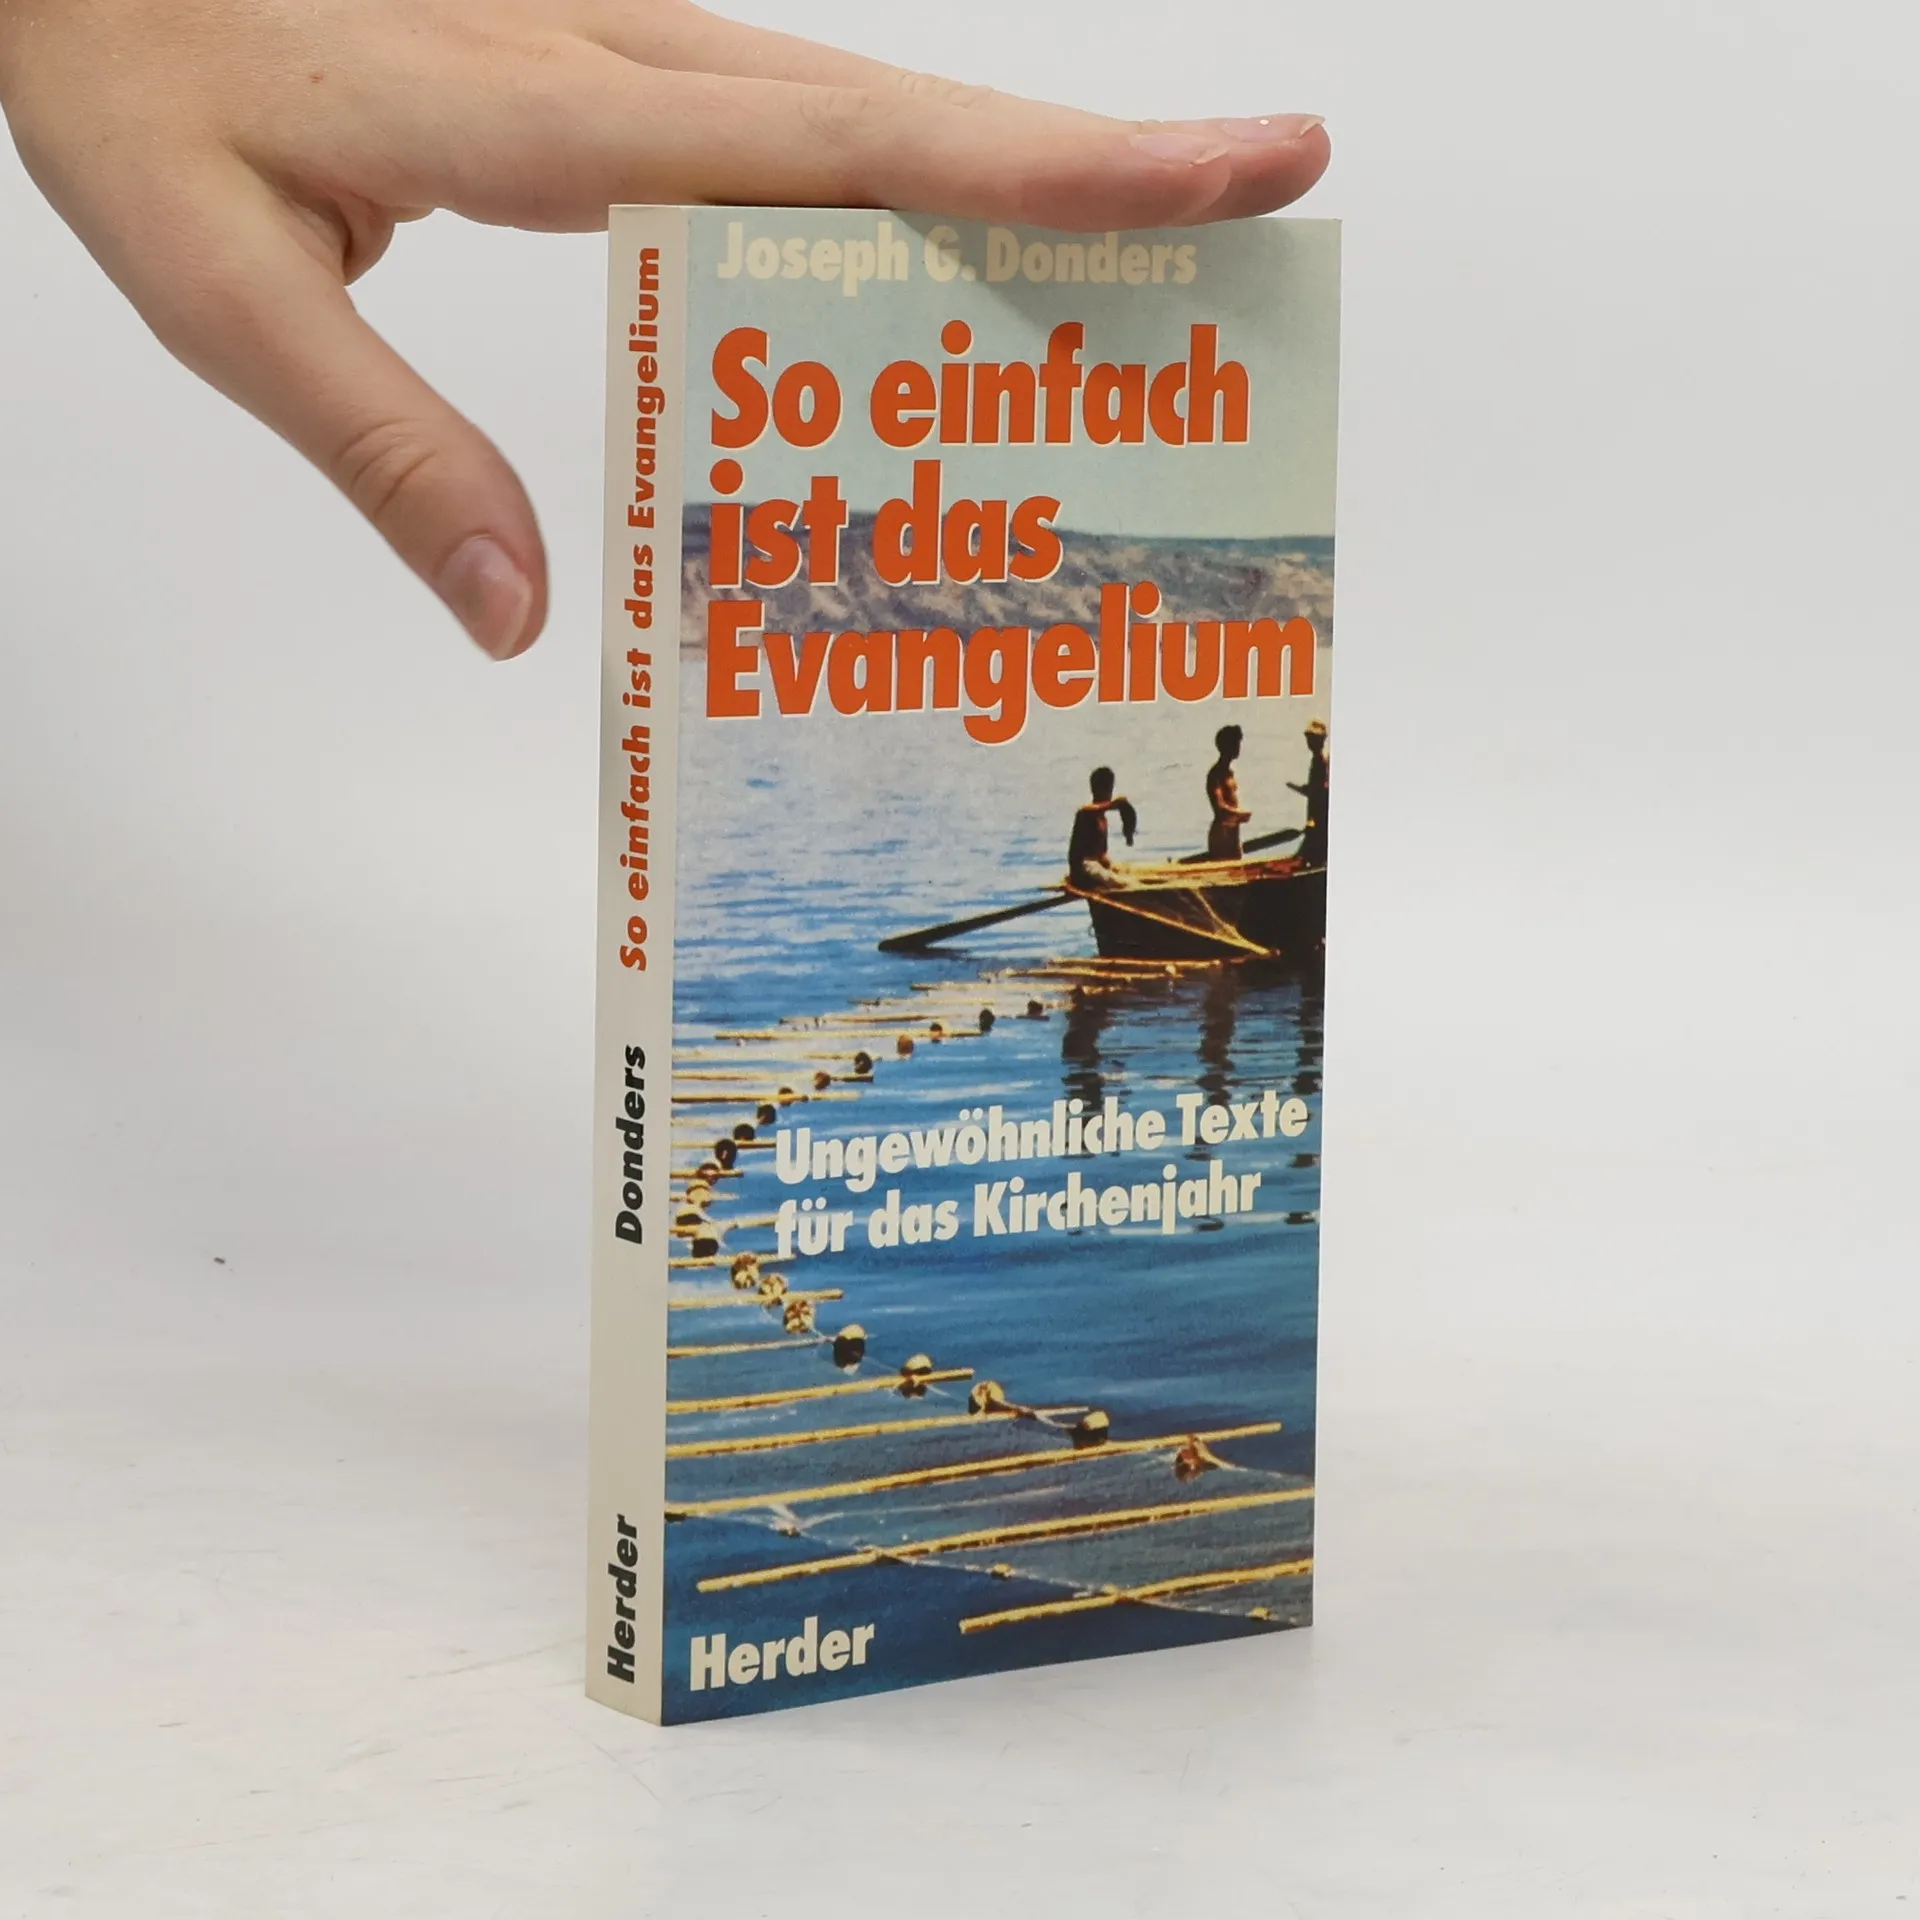 Joseph G. Donders
So einfach
ist das
Evangelium
Ungewöhnliche Texte
für das Kirchenjahr
Herder
Herder Donders So einfach ist das Evangelium